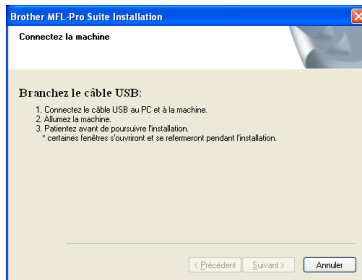 Brother MFL-Pro Suite Installation
Connectez la machine
Branchez le câble USB:
1. Connectez le câble USB au PC et à la machine.
2. Allumez la machine.
3. Patientez avant de poursuivre l'installation.
* certaines fenêtres s'ouvriront et se refermeront pendant l'installation.
< Précédent Suivant > Annuler